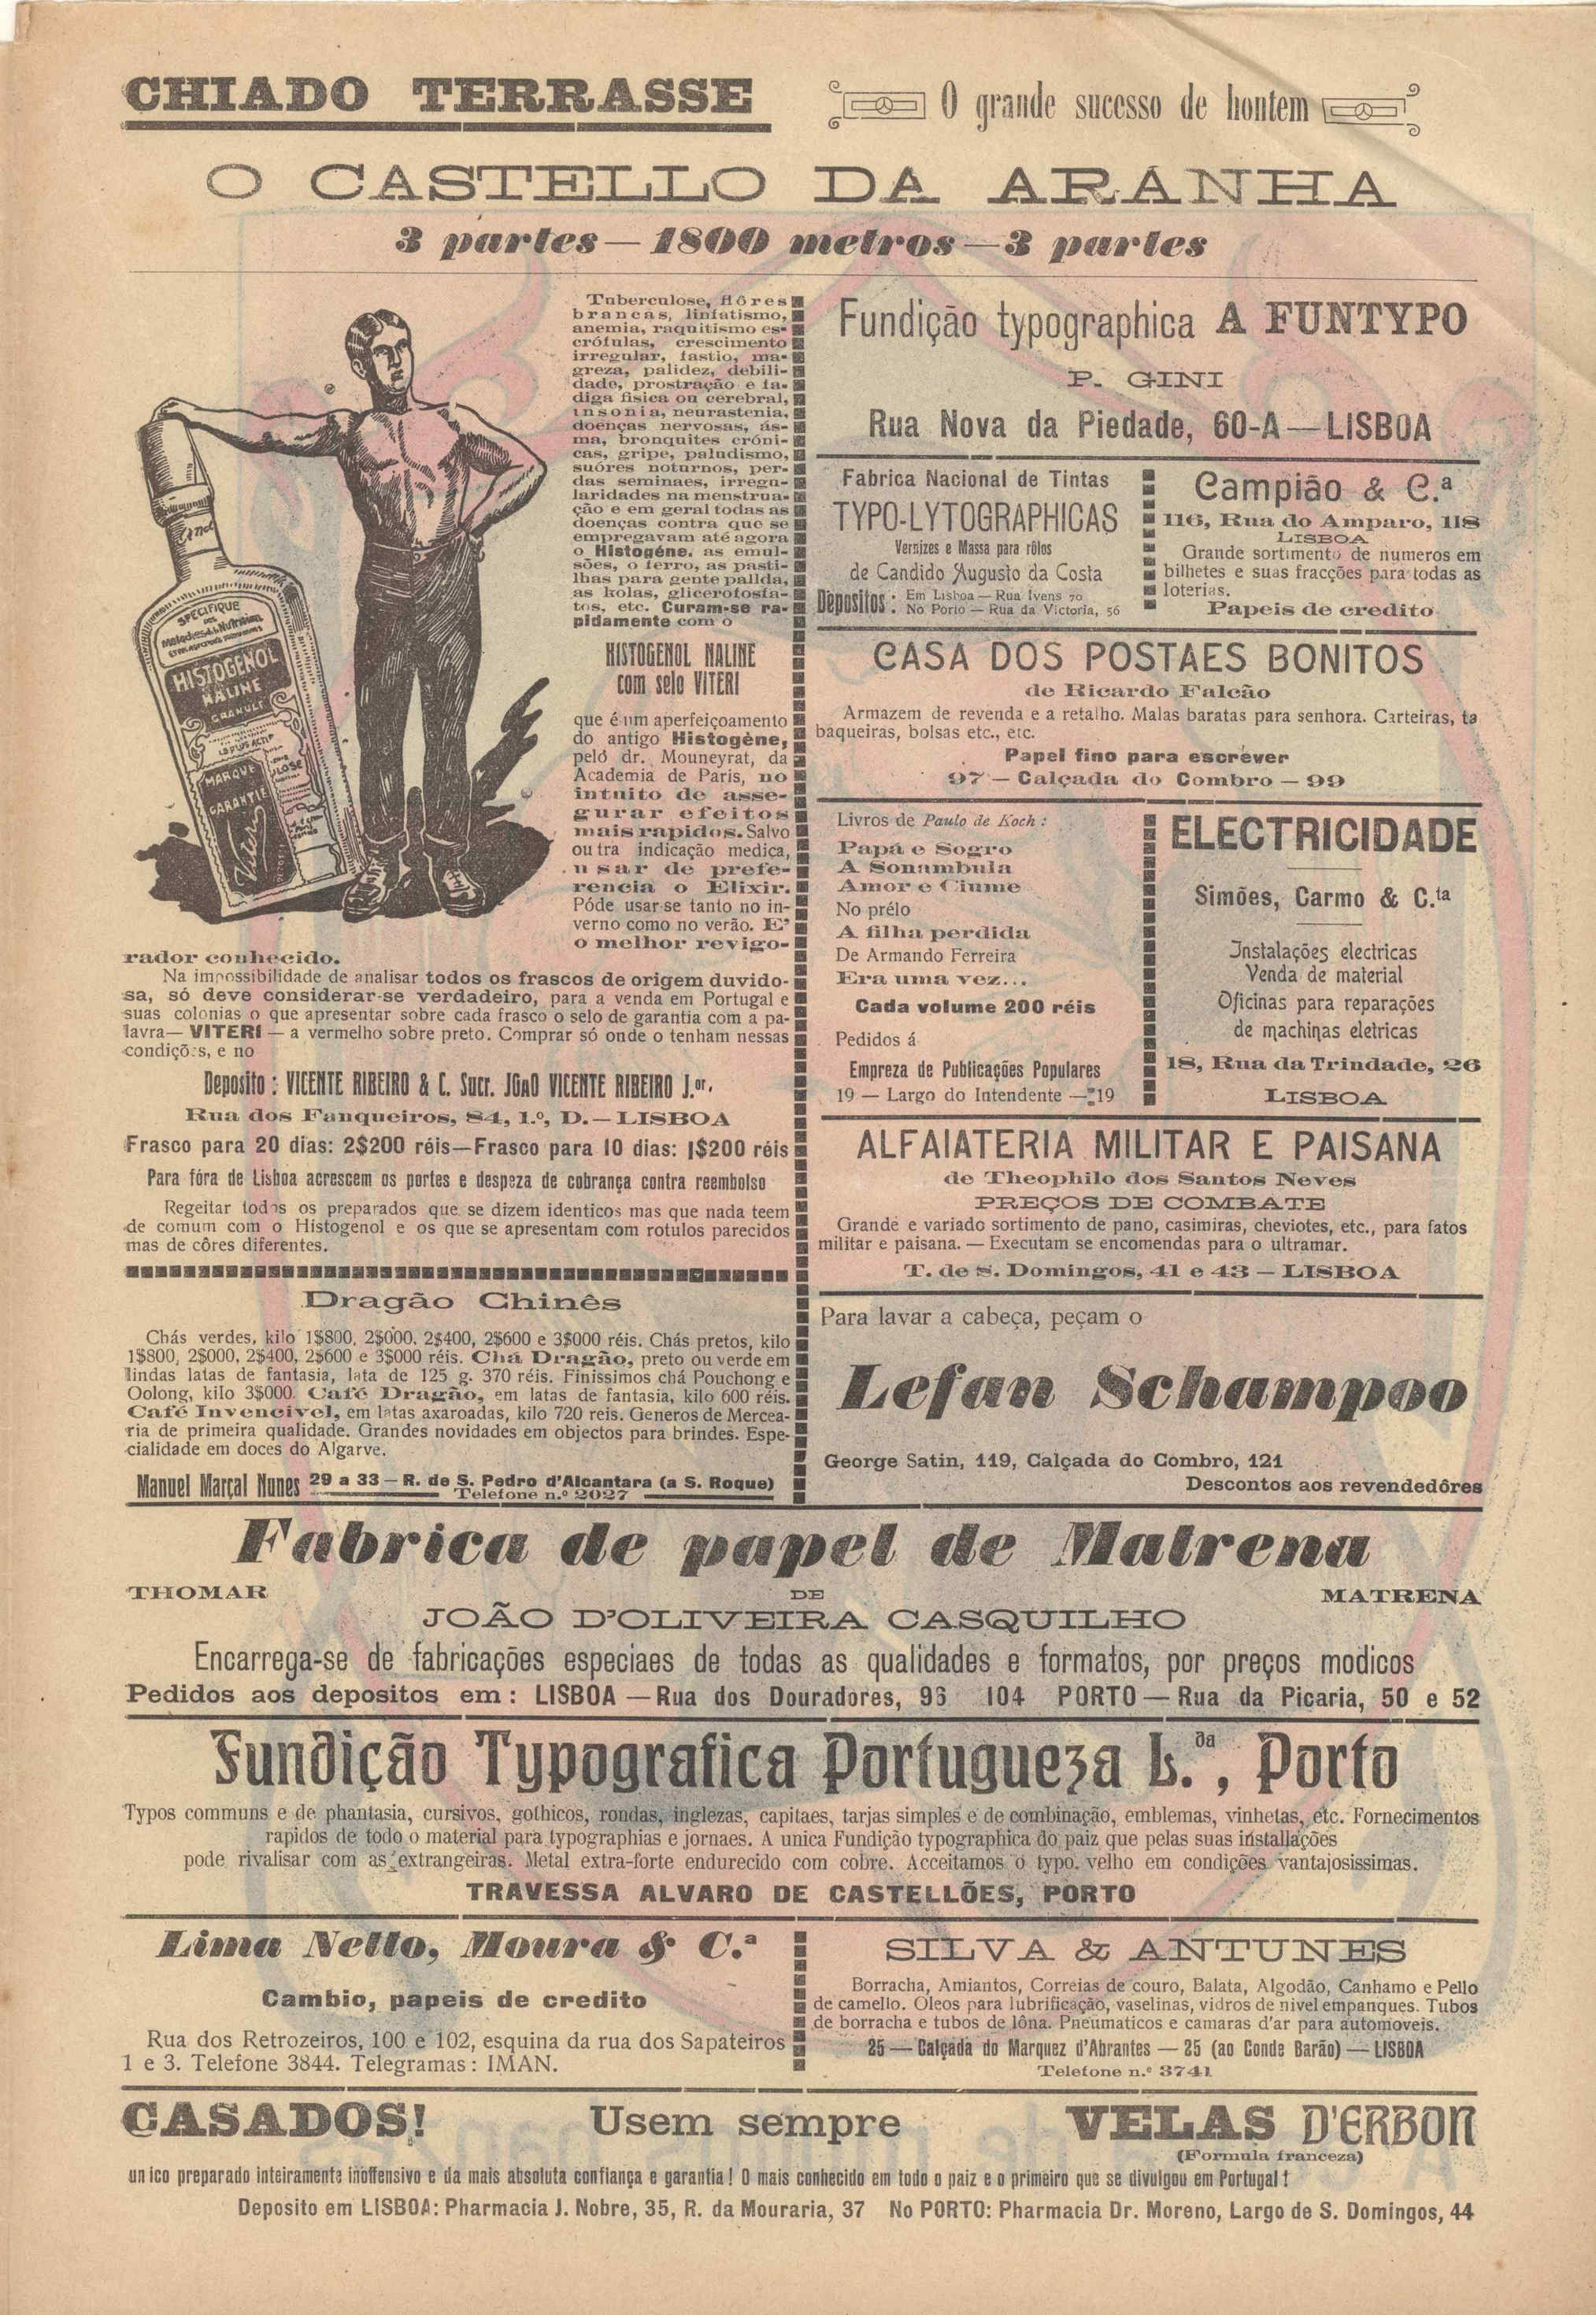 CHIADO TERRASSE
O grande sucesso de hontem
O CASTELLO DA ARANHA
3 partes — 1800 metros — 3 partes
Tuberculose, flôres
brancas, linfatismo,
anemia, raquitismo es-
crófulas, crescimento
irregular, fastio, ma-
greza, palidez, debili-
dade, prostração e fa-
diga fisica ou cerebral,
insonia, neurastenia,
doenças nervosas, ás-
ma, bronquites cróni-
cas, gripe, paludismo,
suóres noturnos, per-
das seminaes, irregu-
laridades na menstrua-
ção e em geral todas as
doenças contra que se
empregavam até agora
o Histogéne, as emul-
sões, o ferro, as pasti-
lhas para gente pallda,
as kolas, glicerofosfa-
tos, etc. Curam-se ra-
pidamente com o
HISTOGENOL NALINE
com selo VITERI
que é um aperfeiçoamento
do antigo Histogène,
peló dr. Mouneyrat, da
Academia de Paris, no
intuito de asse-
gurar efeitos
mais rapidos. Salvo
outra indicação medica,
usar de prefe-
rencia o Elixir.
Póde usar-se tanto no in-
verno como no verão. E'
o melhor revigo-
rador conhecido.
Na impossibilidade de analisar todos os frascos de origem duvido-
sa, só deve considerar-se verdadeiro, para a venda em Portugal e
suas colonias o que apresentar sobre cada frasco o selo de garantia com a pa-
lavra— VITERI — a vermelho sobre preto. Comprar só onde o tenham nessas
condições, e no
Deposito : VICENTE RIBEIRO & C. Sucr. JOAO VICENTE RIBEIRO J.or,
Rua dos Fanqueiros, 84, 1.º, D. — LISBOA
Frasco para 20 dias: 2$200 réis—Frasco para 10 dias: 1$200 réis
Para fóra de Lisboa acrescem os portes e despeza de cobrança contra reembolso
Regeitar todos os preparados que se dizem identicos mas que nada teem
de comum com o Histogenol e os que se apresentam com rotulos parecidos
mas de côres diferentes.
SPECIFIQUE
DES
Maladies de la Nutrition
HISTOGENOL
NALINE
GRANULÉ
LE PLUS ACTIF
MARQUE
GARANTIE
Viteri
Dragão Chinês
Chás verdes, kilo 1$800, 2$000, 2$400, 2$600 e 3$000 réis. Chás pretos, kilo
1$800, 2$000, 2$400, 2$600 e 3$000 réis. Chá Dragão, preto ou verde em
lindas latas de fantasia, lata de 125 g. 370 réis. Finissimos chá Pouchong e
Oolong, kilo 3$000. Café Dragão, em latas de fantasia, kilo 600 réis.
Café Invencivel, em latas axaroadas, kilo 720 reis. Generos de Mercea-
ria de primeira qualidade. Grandes novidades em objectos para brindes. Espe-
cialidade em doces do Algarve.
Manuel Marçal Nunes 29 a 33 — R. de S. Pedro d'Alcantara (a S. Roque)
Telefone n.º 2027
Fundição typographica A FUNTYPO
P. GINI
Rua Nova da Piedade, 60-A — LISBOA
Fabrica Nacional de Tintas
TYPO-LYTOGRAPHICAS
Vernizes e Massa para rôlos
de Candido Augusto da Costa
Depositos : Em Lisboa — Rua Ivens 70
No Porto — Rua da Victoria, 56
Campião & C.ª
116, Rua do Amparo, 118
LISBOA
Grande sortimento de numeros em
bilhetes e suas fracções para todas as
loterias.
Papeis de credito
CASA DOS POSTAES BONITOS
de Ricardo Falcão
Armazem de revenda e a retalho. Malas baratas para senhora. Carteiras, ta
baqueiras, bolsas etc., etc.
Papel fino para escrever
97 — Calçada do Combro — 99
Livros de Paulo de Koch :
Papá e Sogro
A Sonambula
Amor e Ciume
No prélo
A filha perdida
De Armando Ferreira
Era uma vez...
Cada volume 200 réis
Pedidos á
Empreza de Publicações Populares
19 — Largo do Intendente — 19
ELECTRICIDADE
Simões, Carmo & C.ta
Instalações electricas
Venda de material
Oficinas para reparações
de machinas eletricas
18, Rua da Trindade, 26
LISBOA
ALFAIATERIA MILITAR E PAISANA
de Theophilo dos Santos Neves
PREÇOS DE COMBATE
Grande e variado sortimento de pano, casimiras, cheviotes, etc., para fatos
militar e paisana. — Executam se encomendas para o ultramar.
T. de S. Domingos, 41 e 43 — LISBOA
Para lavar a cabeça, peçam o
Lefan Schampoo
George Satin, 119, Calçada do Combro, 121
Descontos aos revendedôres
Fabrica de papel de Matrena
THOMAR DE MATRENA
JOÃO D'OLIVEIRA CASQUILHO
Encarrega-se de fabricações especiaes de todas as qualidades e formatos, por preços modicos
Pedidos aos depositos em : LISBOA — Rua dos Douradores, 96 104 PORTO — Rua da Picaria, 50 e 52
Fundição Typografica Portugueza L.da, Porto
Typos communs e de phantasia, cursivos, gothicos, rondas, inglezas, capitaes, tarjas simples e de combinação, emblemas, vinhetas, etc. Fornecimentos
rapidos de todo o material para typographias e jornaes. A unica Fundição typographica do paiz que pelas suas installações
pode rivalisar com as extrangeiras. Metal extra-forte endurecido com cobre. Acceitamos o typo velho em condições vantajosissimas.
TRAVESSA ALVARO DE CASTELLÕES, PORTO
Lima Netto, Moura & C.ª
Cambio, papeis de credito
Rua dos Retrozeiros, 100 e 102, esquina da rua dos Sapateiros
1 e 3. Telefone 3844. Telegramas : IMAN.
SILVA & ANTUNES
Borracha, Amiantos, Correias de couro, Balata, Algodão, Canhamo e Pello
de camello. Oleos para lubrificação, vaselinas, vidros de nivel empanques. Tubos
de borracha e tubos de lôna. Pneumaticos e camaras d'ar para automoveis.
25 — Calçada do Marquez d'Abrantes — 25 (ao Conde Barão) — LISBOA
Telefone n.º 3741
CASADOS! Usem sempre VELAS D'ERBON
(Formula franceza)
unico preparado inteiramente inoffensivo e da mais absoluta confiança e garantia! O mais conhecido em todo o paiz e o primeiro que se divulgou em Portugal!
Deposito em LISBOA: Pharmacia J. Nobre, 35, R. da Mouraria, 37 No PORTO: Pharmacia Dr. Moreno, Largo de S. Domingos, 44